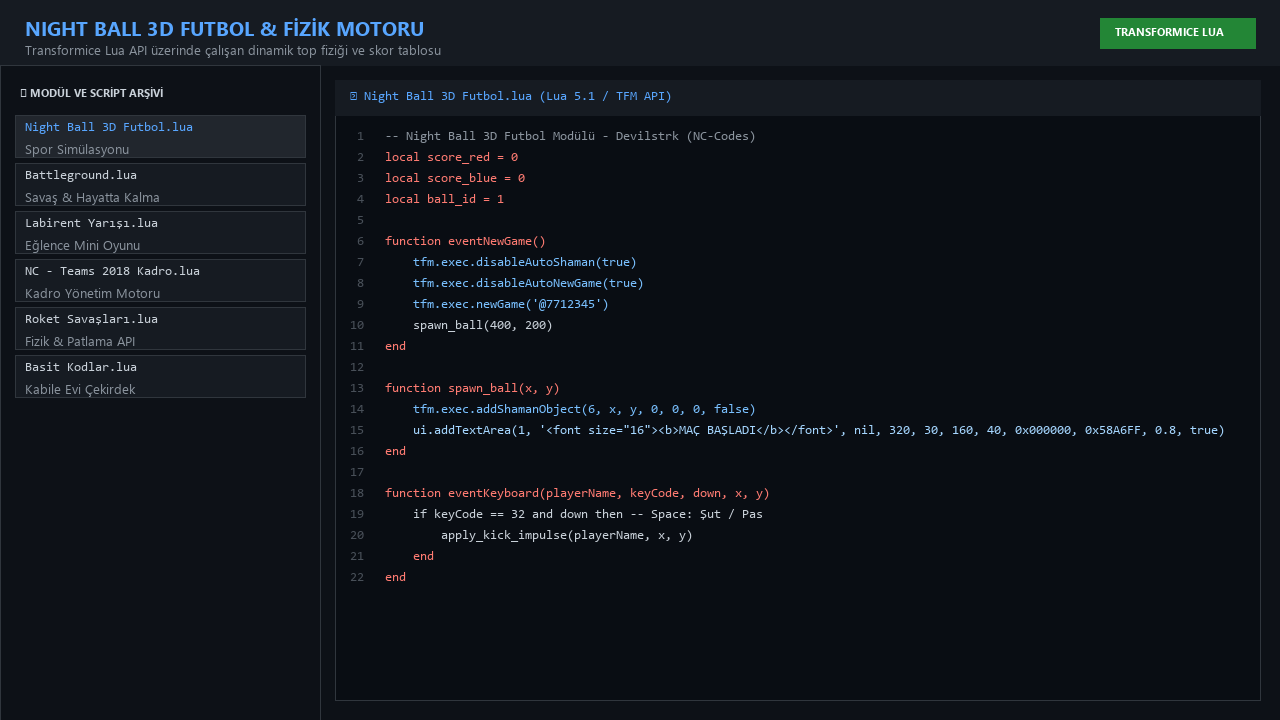 NIGHT BALL 3D FUTBOL & FİZİK MOTORU
Transformice Lua API üzerinde çalışan dinamik top fiziği ve skor tablosu
TRANSFORMICE LUA
MODÜL VE SCRİPT ARŞİVİ
Night Ball 3D Futbol.lua
Spor Simülasyonu
Battleground.lua
Savaş & Hayatta Kalma
Labirent Yarışı.lua
Eğlence Mini Oyunu
NC - Teams 2018 Kadro.lua
Kadro Yönetim Motoru
Roket Savaşları.lua
Fizik & Patlama API
Basit Kodlar.lua
Kabile Evi Çekirdek
Night Ball 3D Futbol.lua (Lua 5.1 / TFM API)
1 -- Night Ball 3D Futbol Modülü - Devilstrk (NC-Codes)
2 local score_red = 0
3 local score_blue = 0
4 local ball_id = 1
5
6 function eventNewGame()
7 tfm.exec.disableAutoShaman(true)
8 tfm.exec.disableAutoNewGame(true)
9 tfm.exec.newGame('@7712345')
10 spawn_ball(400, 200)
11 end
12
13 function spawn_ball(x, y)
14 tfm.exec.addShamanObject(6, x, y, 0, 0, 0, false)
15 ui.addTextArea(1, '<font size="16"><b>MAÇ BAŞLADI</b></font>', nil, 320, 30, 160, 40, 0x000000, 0x58A6FF, 0.8, true)
16 end
17
18 function eventKeyboard(playerName, keyCode, down, x, y)
19 if keyCode == 32 and down then -- Space: Şut / Pas
20 apply_kick_impulse(playerName, x, y)
21 end
22 end